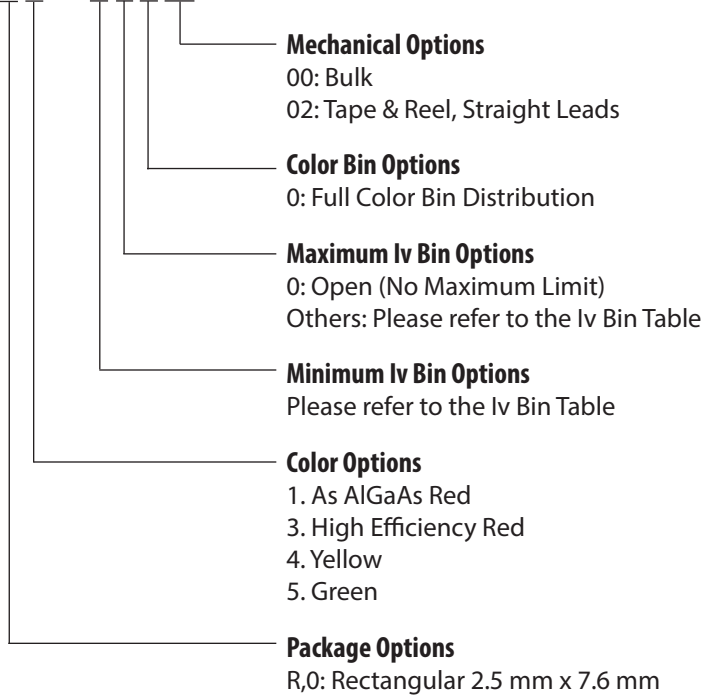 Mechanical Options
00: Bulk
02: Tape & Reel, Straight Leads
Color Bin Options
0: Full Color Bin Distribution
Maximum Iv Bin Options
0: Open (No Maximum Limit)
Others: Please refer to the Iv Bin Table
Minimum Iv Bin Options
Please refer to the Iv Bin Table
Color Options
1. As AlGaAs Red
3. High Efficiency Red
4. Yellow
5. Green
Package Options
R,0: Rectangular 2.5 mm x 7.6 mm